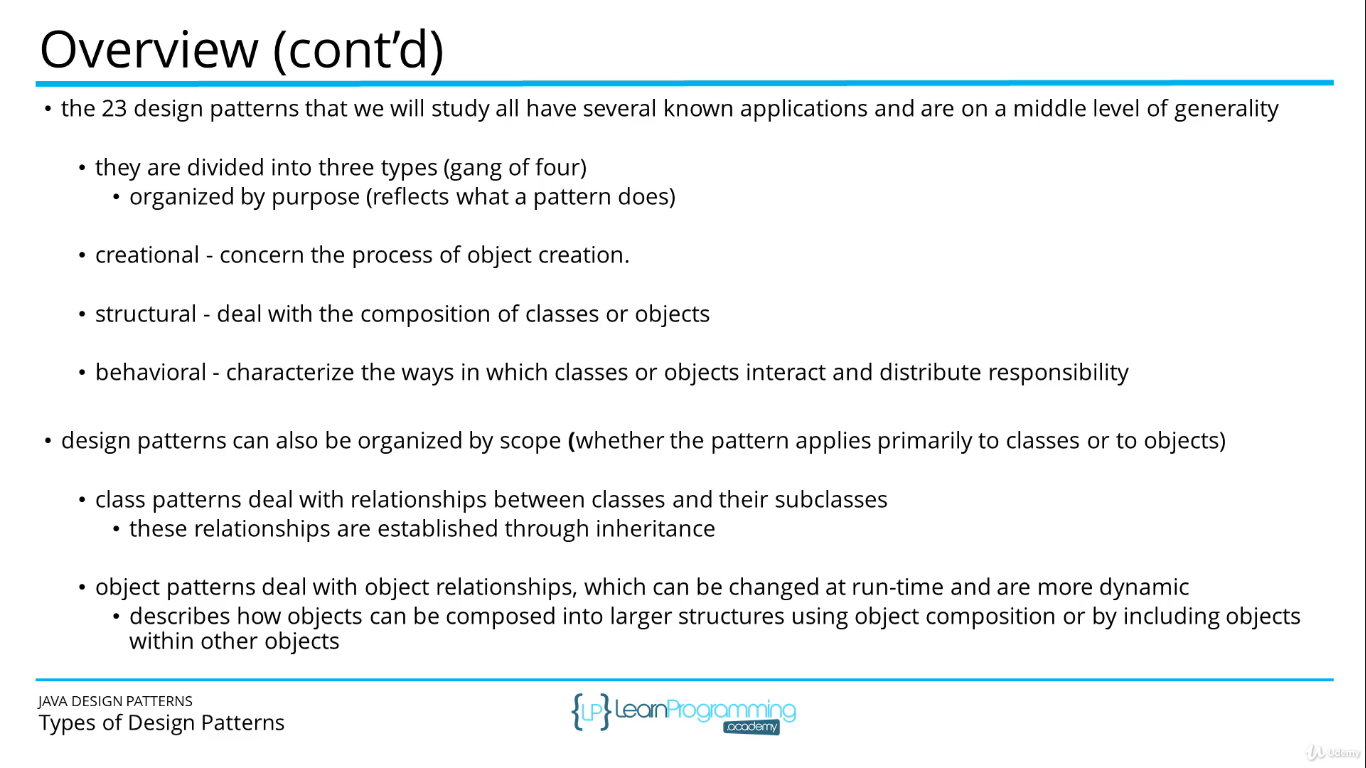 Overview (cont’d)
• the 23 design patterns that we will study all have several known applications and are on a middle level of generality
• they are divided into three types (gang of four)
• organized by purpose (reflects what a pattern does)
• creational - concern the process of object creation.
• structural - deal with the composition of classes or objects
• behavioral - characterize the ways in which classes or objects interact and distribute responsibility
• design patterns can also be organized by scope (whether the pattern applies primarily to classes or to objects)
• class patterns deal with relationships between classes and their subclasses
• these relationships are established through inheritance
• object patterns deal with object relationships, which can be changed at run-time and are more dynamic
• describes how objects can be composed into larger structures using object composition or by including objects
within other objects
JAVA DESIGN PATTERNS
Types of Design Patterns
{LP} LearnProgramming
.academy
Udemy